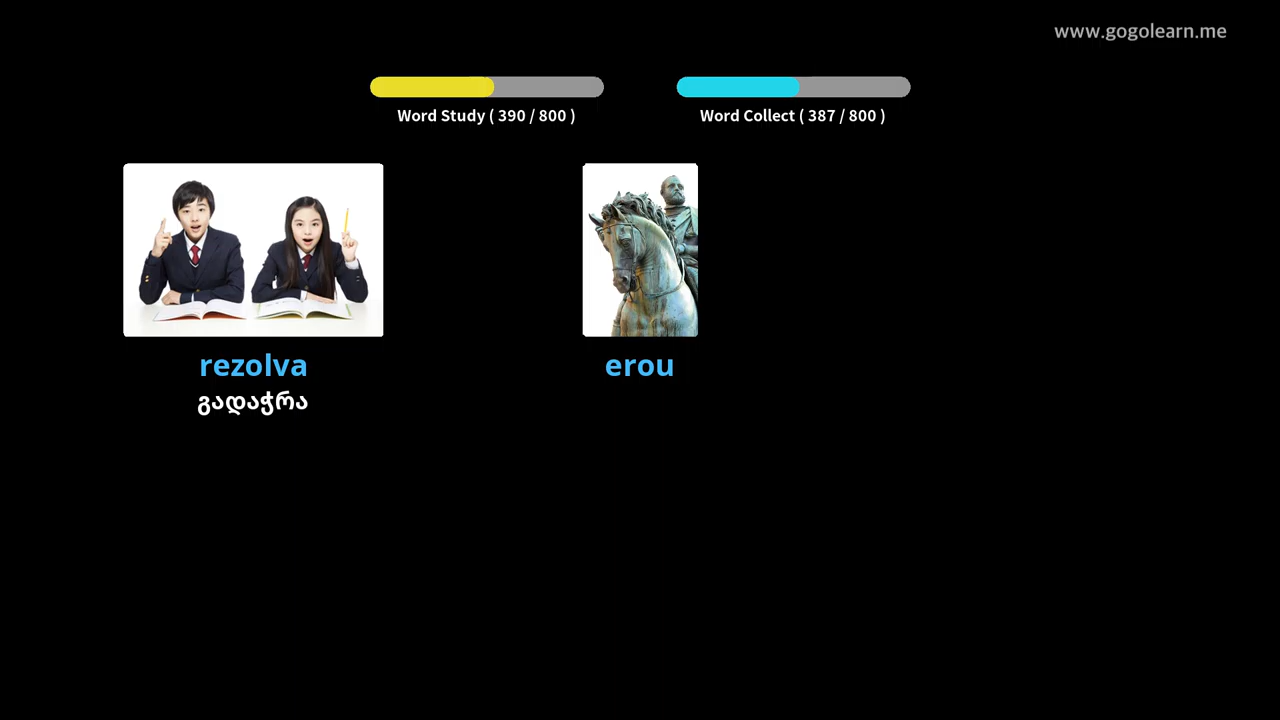 www.gogolearn.me
Word Study ( 390 / 800 )
Word Collect ( 387 / 800 )
rezolva
გადაჭრა
erou